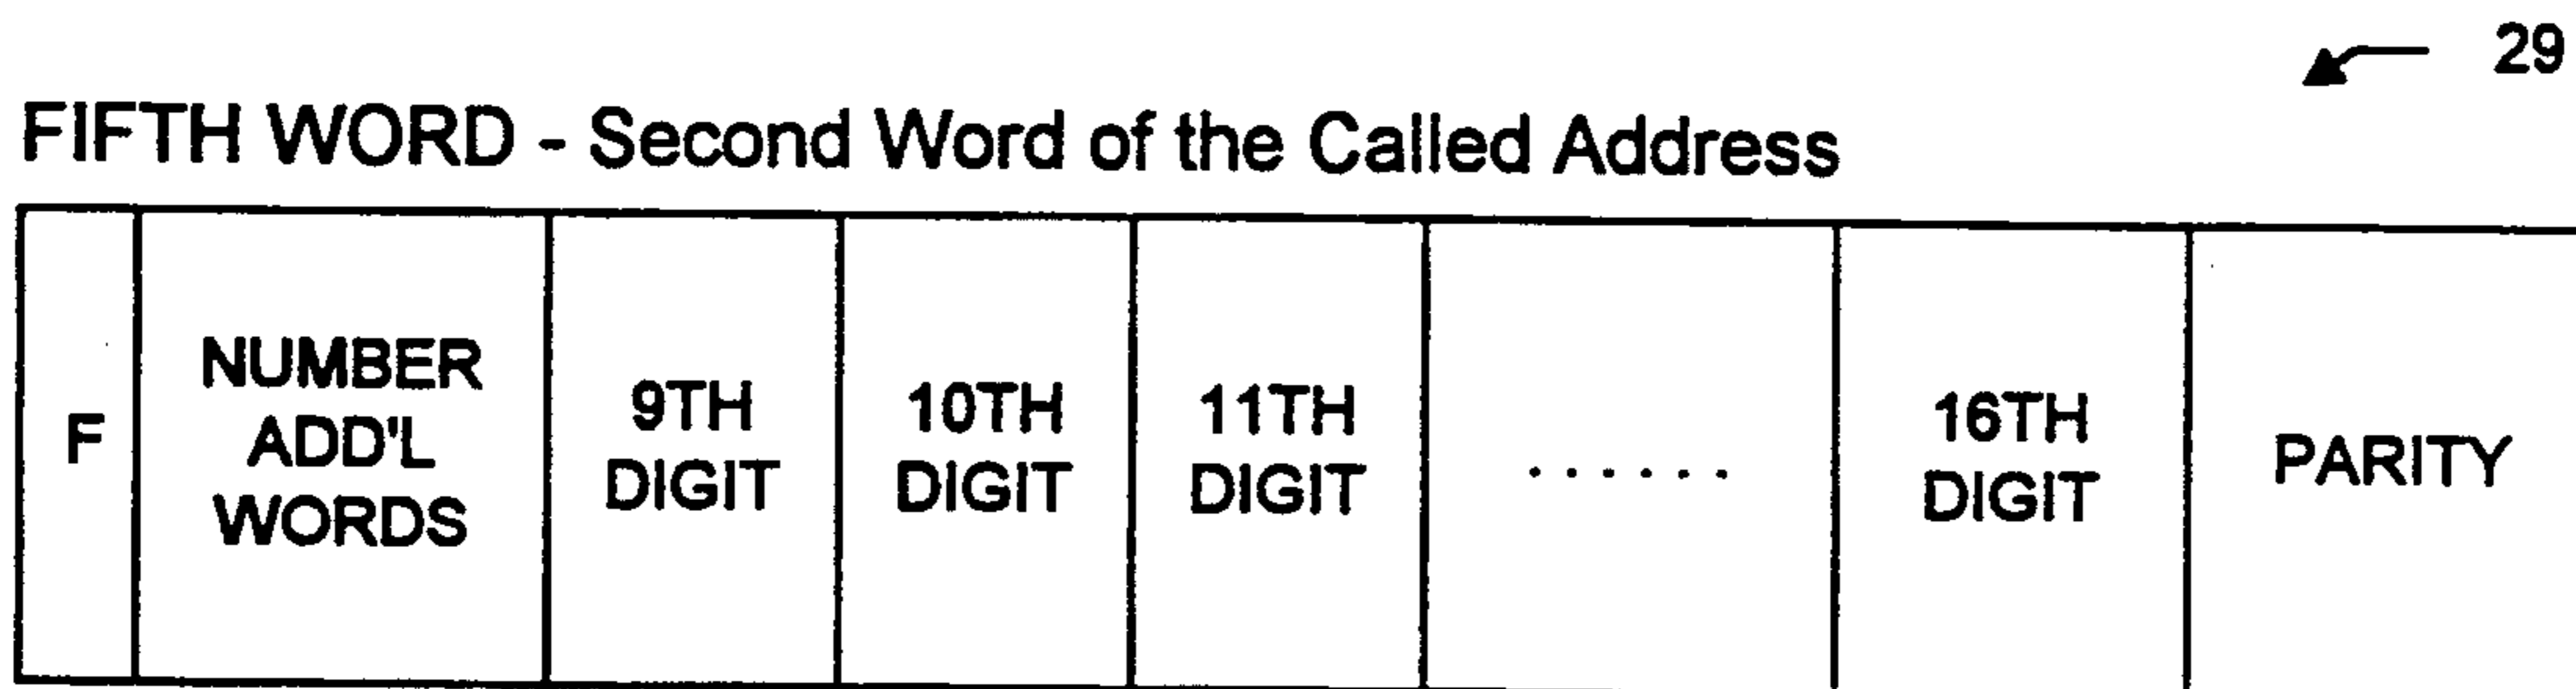 29
FIFTH WORD - Second Word of the Called Address
F
NUMBER
ADD'L
WORDS
9TH
DIGIT
10TH
DIGIT
11TH
DIGIT
......
16TH
DIGIT
PARITY